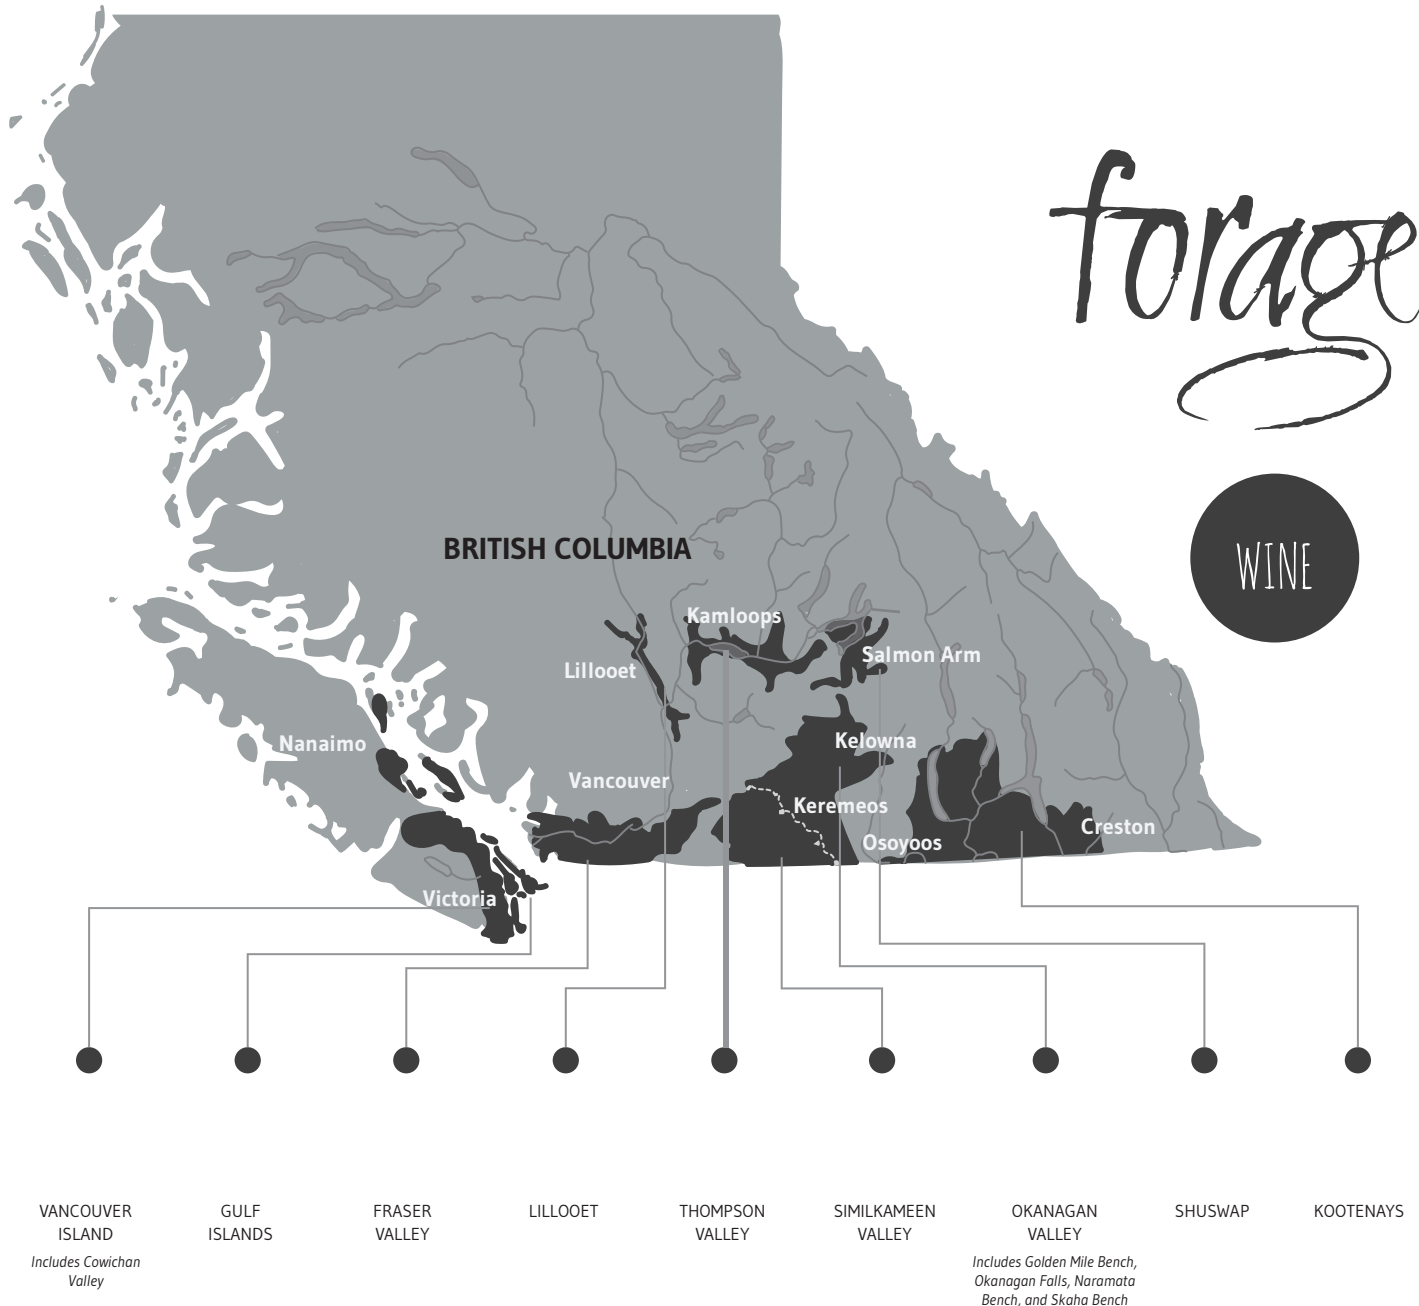 forage
WINE
BRITISH COLUMBIA
Kamloops
Salmon Arm
Lillooet
Nanaimo
Kelowna
Vancouver
Keremeos
Creston
Osoyoos
Victoria
VANCOUVER
ISLAND
Includes Cowichan
Valley
GULF
ISLANDS
FRASER
VALLEY
LILLOOET
THOMPSON
VALLEY
SIMILKAMEEN
VALLEY
OKANAGAN
VALLEY
Includes Golden Mile Bench,
Okanagan Falls, Naramata
Bench, and Skaha Bench
SHUSWAP
KOOTENAYS